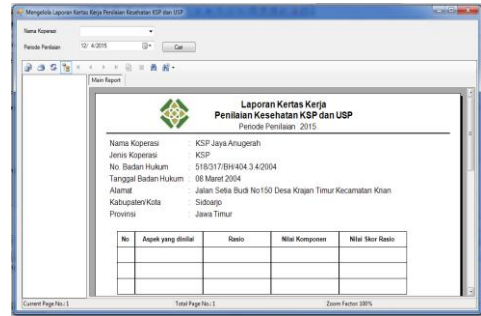 Mengelola Laporan Kertas Kerja Penilaian Kesehatan KSP dan USP
Nama Koperasi
Periode Penilaian 12/ 4/2015 Cari
Main Report
Laporan Kertas Kerja
Penilaian Kesehatan KSP dan USP
Periode Penilaian 2015
Nama Koperasi : KSP Jaya Anugerah
Jenis Koperasi : KSP
No. Badan Hukum : 518/317/BH/404.3.4/2004
Tanggal Badan Hukum : 08 Maret 2004
Alamat : Jalan Setia Budi No150 Desa Krajan Timur Kecamatan Krian
Kabupaten/Kota : Sidoarjo
Provinsi : Jawa Timur
No Aspek yang dinilai Rasio Nilai Komponen Nilai Skor Rasio
Current Page No.: 1 Total Page No.: 1 Zoom Factor: 100%